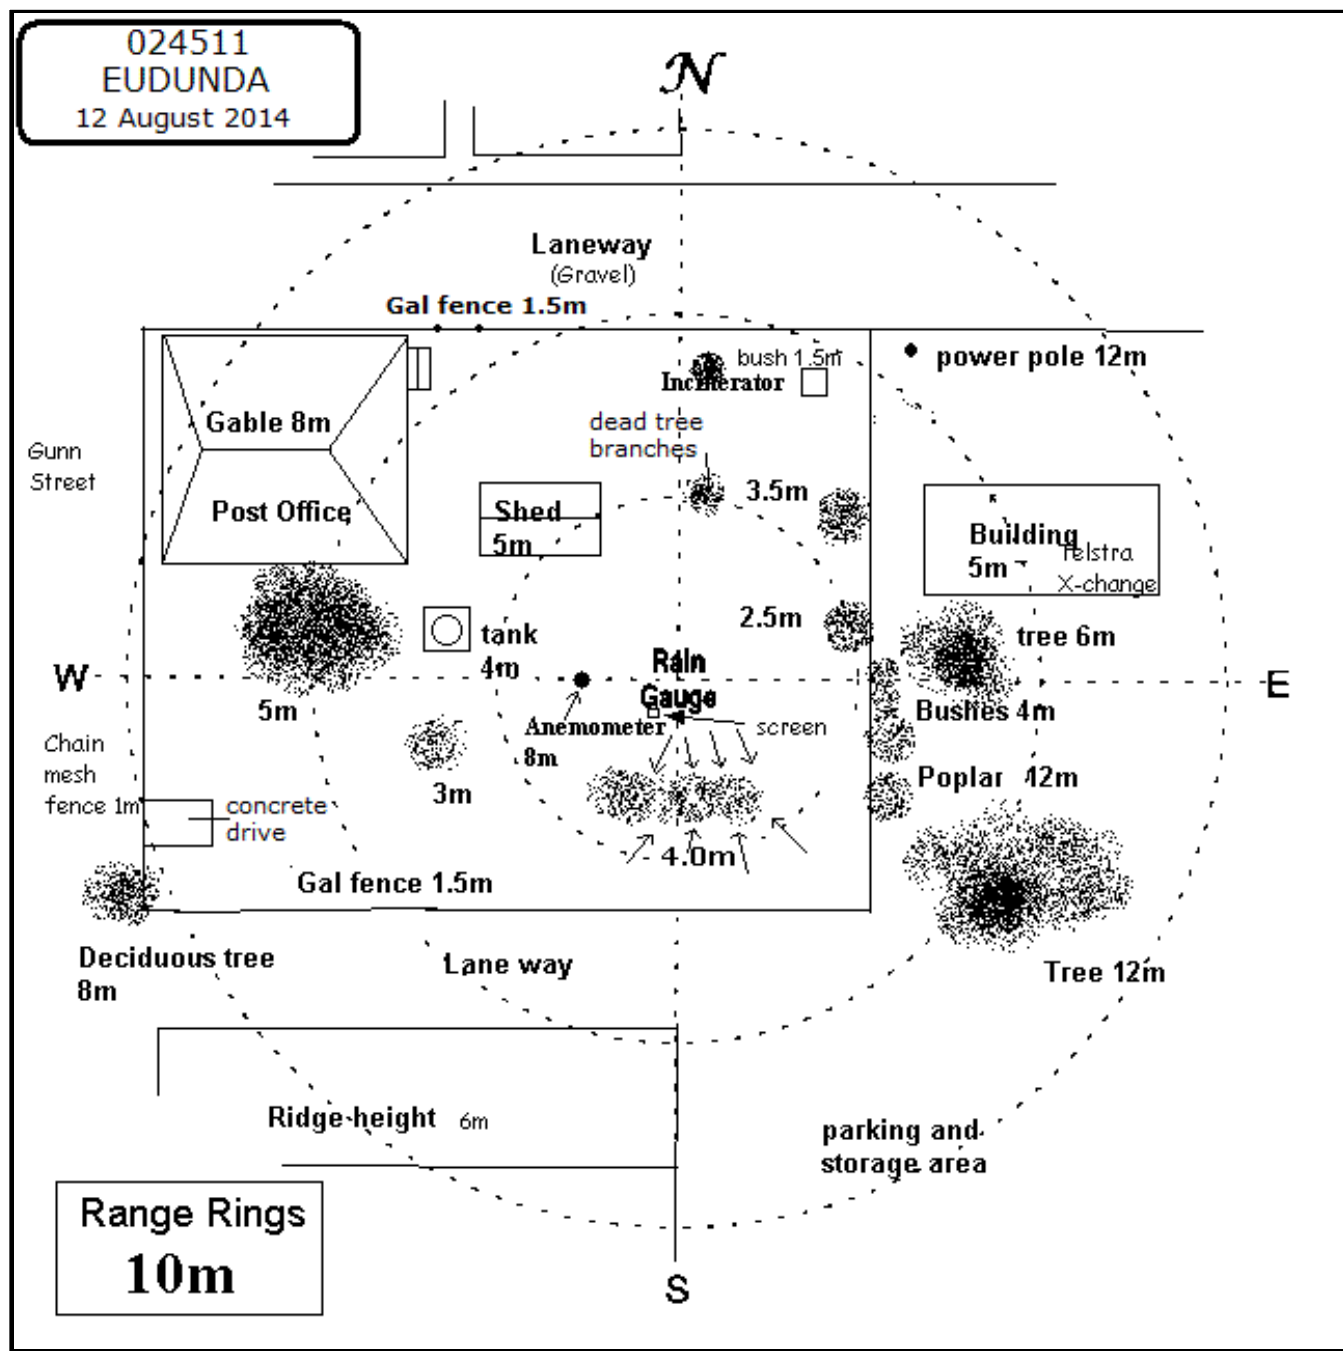 024511
EUDUNDA
12 August 2014
N
Laneway
(Gravel)
Gal fence 1.5m
bush 1.5m
power pole 12m
Incinerator
Gable 8m
dead tree
branches
Gunn
Street
3.5m
Post Office
Shed
5m
Building
5m
Telstra
X-change
2.5m
tree 6m
tank
4m
Rain
Gauge
W
E
5m
Bushes 4m
Anemometer
8m
screen
Chain
mesh
fence 1m
3m
Poplar 12m
concrete
drive
4.0m
Gal fence 1.5m
Deciduous tree
8m
Lane way
Tree 12m
Ridge height 6m
parking and
storage area
Range Rings
10m
S